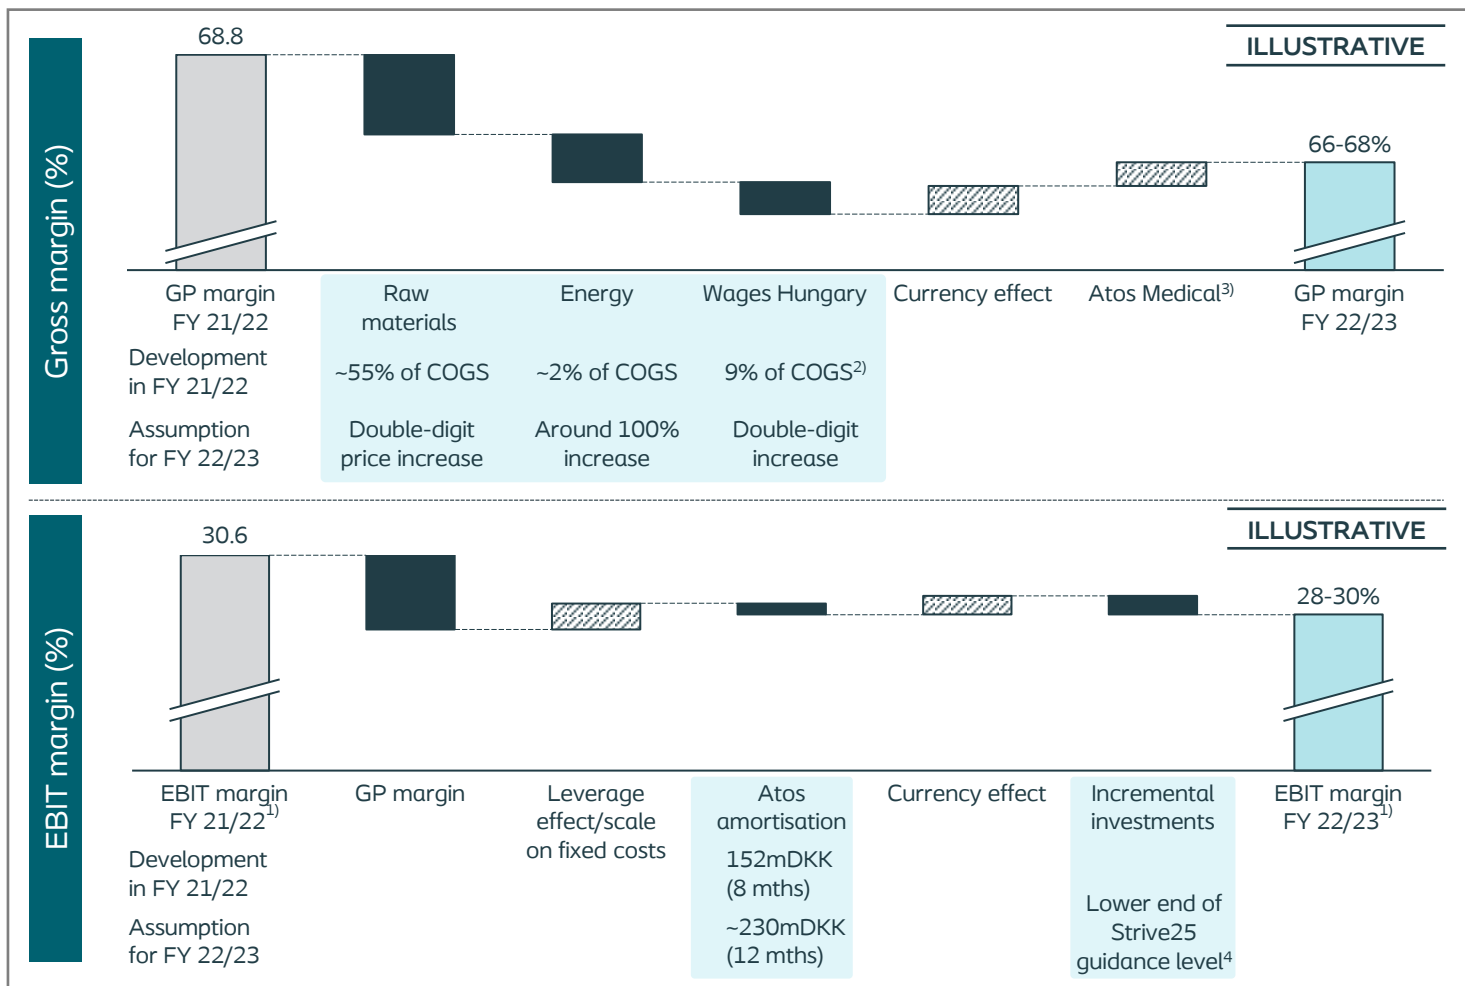 Gross margin (%)
ILLUSTRATIVE
68.8
66-68%
GP margin
FY 21/22
Raw
materials
Energy
Wages Hungary
Currency effect
Atos Medical3)
GP margin
FY 22/23
Development
in FY 21/22
~55% of COGS
~2% of COGS
9% of COGS2)
Assumption
for FY 22/23
Double-digit
price increase
Around 100%
increase
Double-digit
increase
EBIT margin (%)
ILLUSTRATIVE
30.6
28-30%
EBIT margin
FY 21/221)
GP margin
Leverage
effect/scale
on fixed costs
Atos
amortisation
Currency effect
Incremental
investments
EBIT margin
FY 22/231)
Development
in FY 21/22
152mDKK
(8 mths)
Assumption
for FY 22/23
~230mDKK
(12 mths)
Lower end of
Strive25
guidance level4